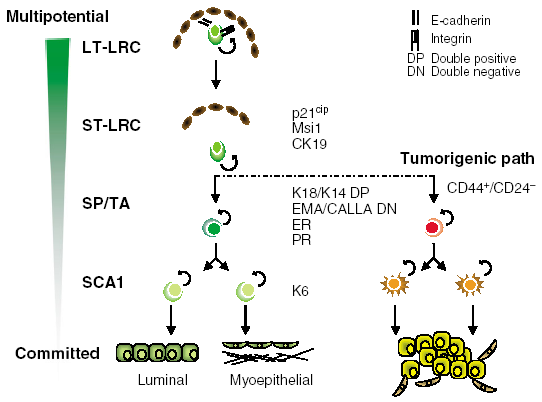 Multipotential
LT-LRC
E-cadherin
Integrin
DP Double positive
DN Double negative
ST-LRC
p21cip
Msi1
CK19
Tumorigenic path
CD44+/CD24–
SP/TA
K18/K14 DP
EMA/CALLA DN
ER
PR
SCA1
K6
Committed
Luminal
Myoepithelial